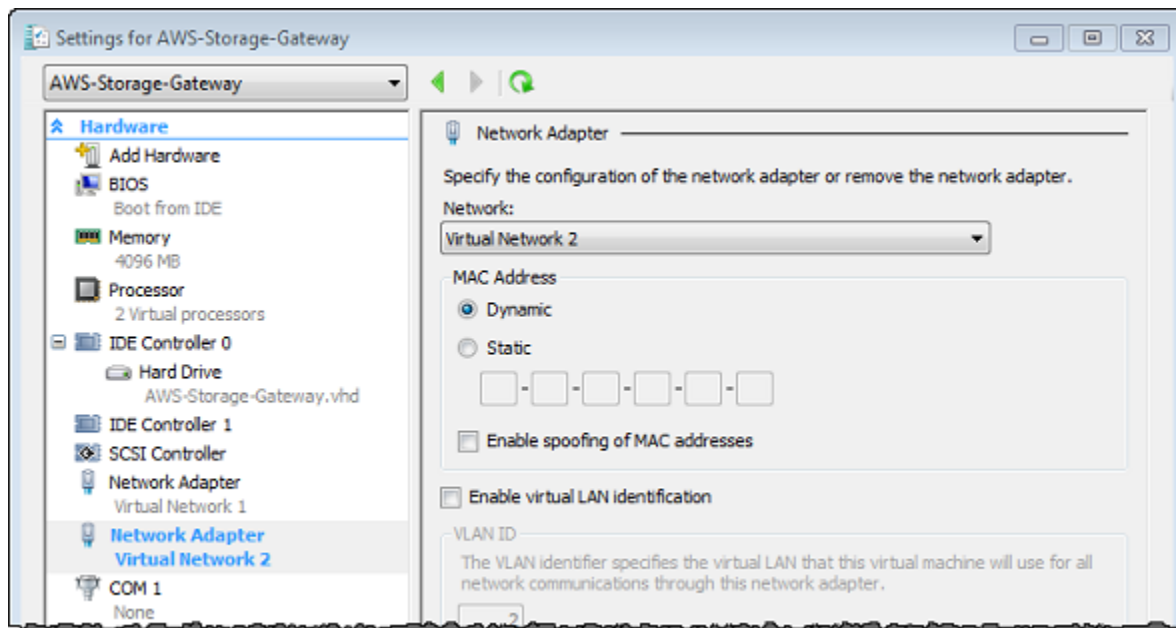 Settings for AWS-Storage-Gateway
AWS-Storage-Gateway
Hardware
Add Hardware
BIOS
Boot from IDE
Memory
4096 MB
Processor
2 Virtual processors
IDE Controller 0
Hard Drive
AWS-Storage-Gateway.vhd
IDE Controller 1
SCSI Controller
Network Adapter
Virtual Network 1
Network Adapter
Virtual Network 2
COM 1
None
Network Adapter
Specify the configuration of the network adapter or remove the network adapter.
Network:
Virtual Network 2
MAC Address
Dynamic
Static
- - - - -
Enable spoofing of MAC addresses
Enable virtual LAN identification
VLAN ID
The VLAN identifier specifies the virtual LAN that this virtual machine will use for all
network communications through this network adapter.
2